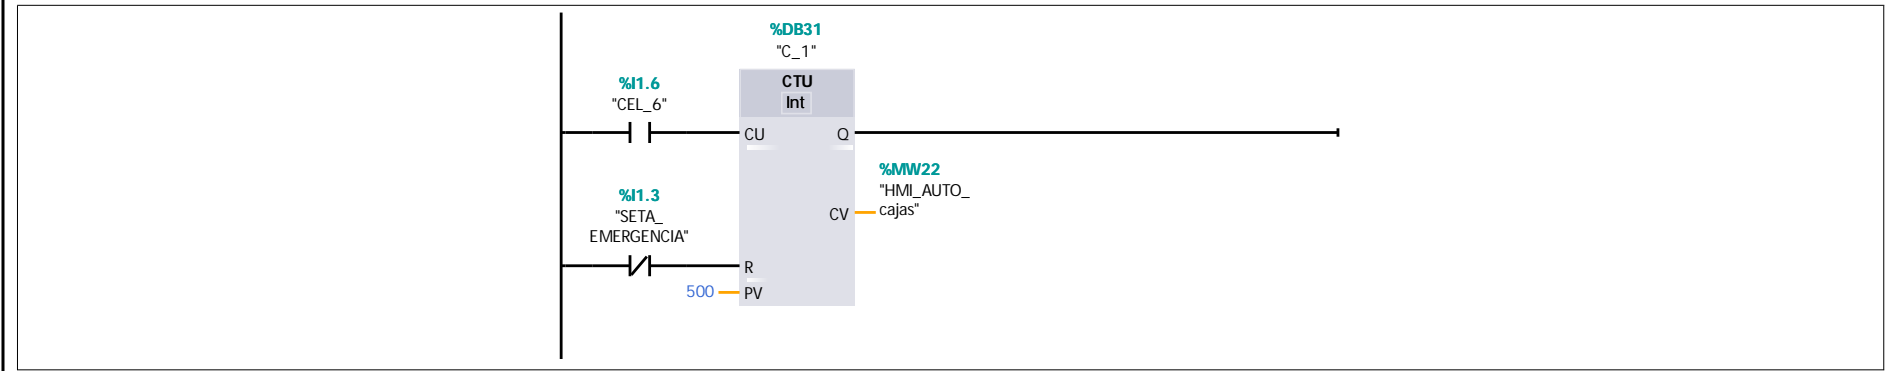 %DB31
"C_1"
CTU
Int
%I1.6
"CEL_6"
CU
Q
%MW22
"HMI_AUTO_
cajas"
CV
%I1.3
"SETA_
EMERGENCIA"
R
500
PV